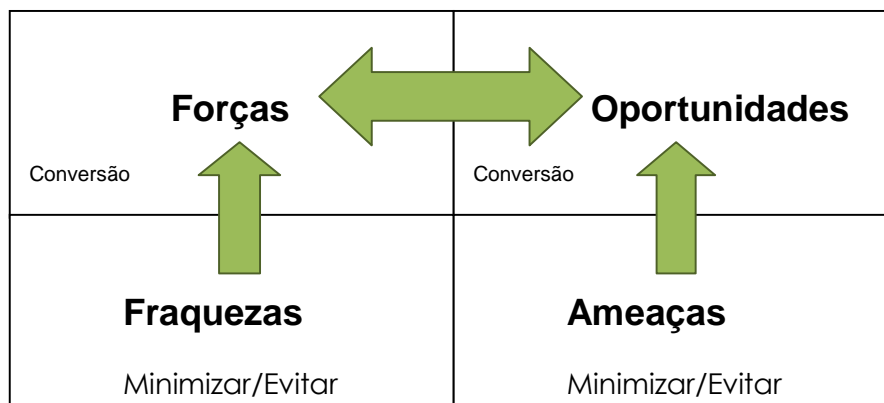 Forças
Oportunidades
Conversão
Conversão
Fraquezas
Ameaças
Minimizar/Evitar
Minimizar/Evitar